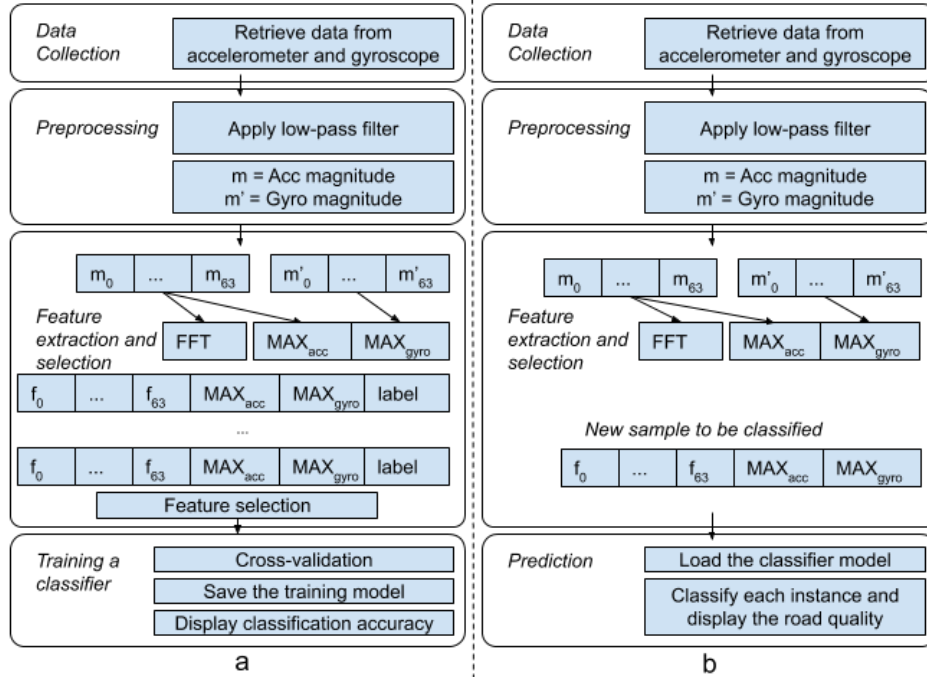 Data
Collection
Retrieve data from
accelerometer and gyroscope
Preprocessing
Apply low-pass filter
m = Acc magnitude
m' = Gyro magnitude
m0 ... m63 m'0 ... m'63
Feature
extraction and
selection
FFT MAXacc MAXgyro
f0 ... f63 MAXacc MAXgyro label
...
f0 ... f63 MAXacc MAXgyro label
Feature selection
Training a
classifier
Cross-validation
Save the training model
Display classification accuracy
a
Data
Collection
Retrieve data from
accelerometer and gyroscope
Preprocessing
Apply low-pass filter
m = Acc magnitude
m' = Gyro magnitude
m0 ... m63 m'0 ... m'63
Feature
extraction and
selection
FFT MAXacc MAXgyro
New sample to be classified
f0 ... f63 MAXacc MAXgyro
Prediction
Load the classifier model
Classify each instance and
display the road quality
b